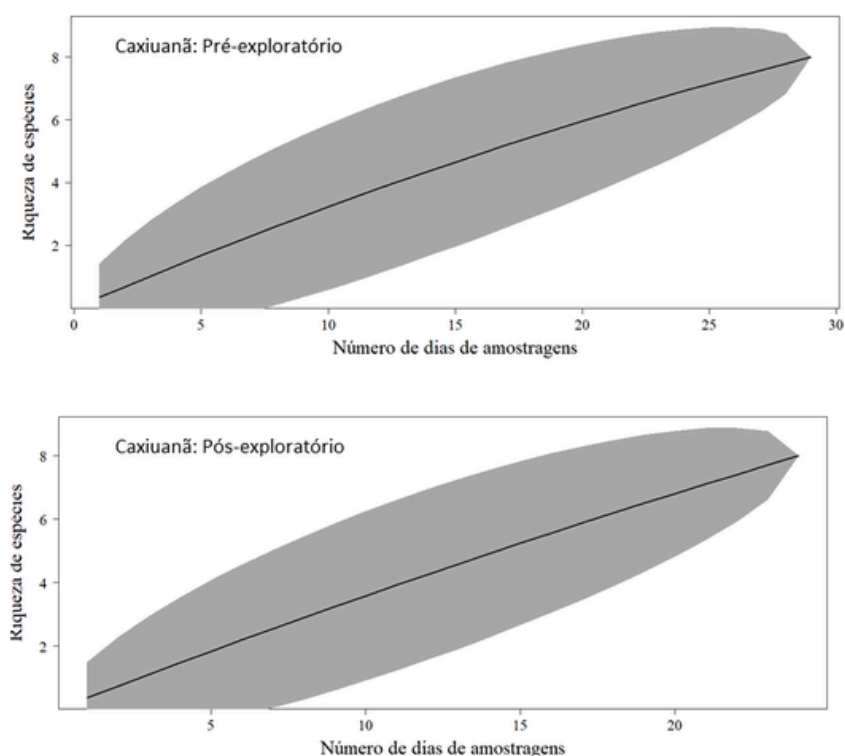 Caxiuanã: Pré-exploratório
Riqueza de espécies
8
6
4
2
0 5 10 15 20 25 30
Número de dias de amostragens
Caxiuanã: Pós-exploratório
Riqueza de espécies
8
6
4
2
5 10 15 20
Número de dias de amostragens